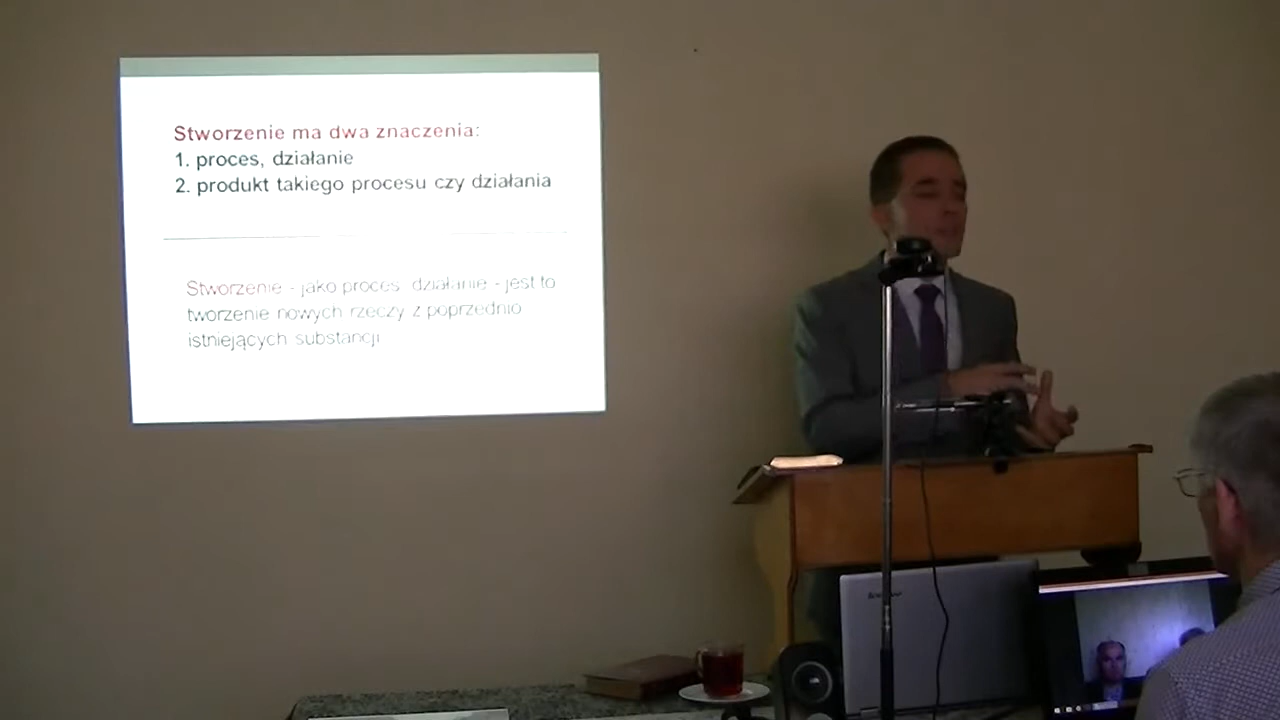 Stworzenie ma dwa znaczenia:
1. proces, działanie
2. produkt takiego procesu czy działania
Stworzenie - jako proces, działanie - jest to
tworzenie nowych rzeczy z poprzednio
istniejących substancji
lenovo